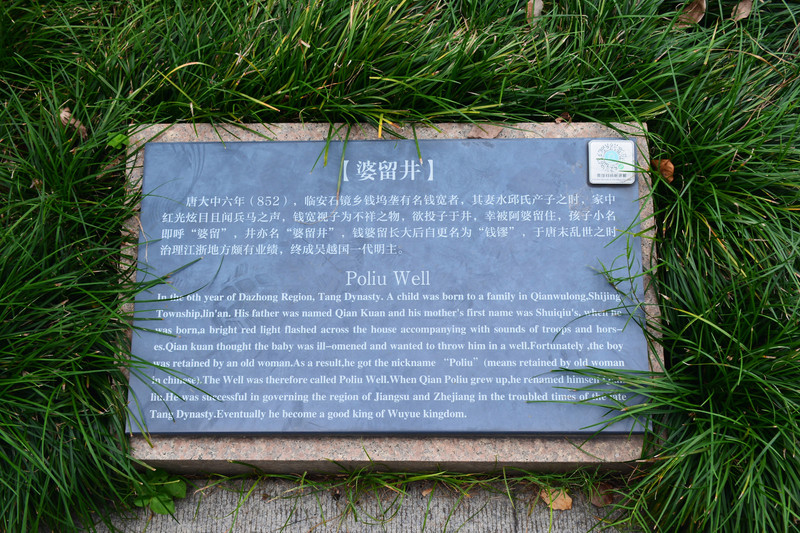 【婆留井】
唐大中六年（852），临安石镜乡钱坞垄有名钱宽者，其妻水邱氏产子之时，家中
红光炫目且闻兵马之声，钱宽视子为不祥之物，欲投子于井，幸被阿婆留住，孩子小名
即呼“婆留”，井亦名“婆留井”，钱婆留长大后自更名为“钱镠”，于唐末乱世之时
治理江浙地方颇有业绩，终成吴越国一代明主。
Poliu Well
In the 6th year of Dazhong Region, Tang Dynasty. A child was born to a family in Qianwulong,Shijing
Township,lin'an. His father was named Qian Kuan and his mother's first name was Shuiqiu's, when he
was born,a bright red light flashed across the house accompanying with sounds of troops and hors-
es.Qian kuan thought the baby was ill-omened and wanted to throw him in a well.Fortunately ,the boy
was retained by an old woman.As a result,he got the nickname “Poliu”(means retained by old woman
in chinese).The Well was therefore called Poliu Well.When Qian Poliu grew up,he renamed himself
liu.He was successful in governing the region of Jiangsu and Zhejiang in the troubled times of the late
Tang Dynasty.Eventually he become a good king of Wuyue kingdom.